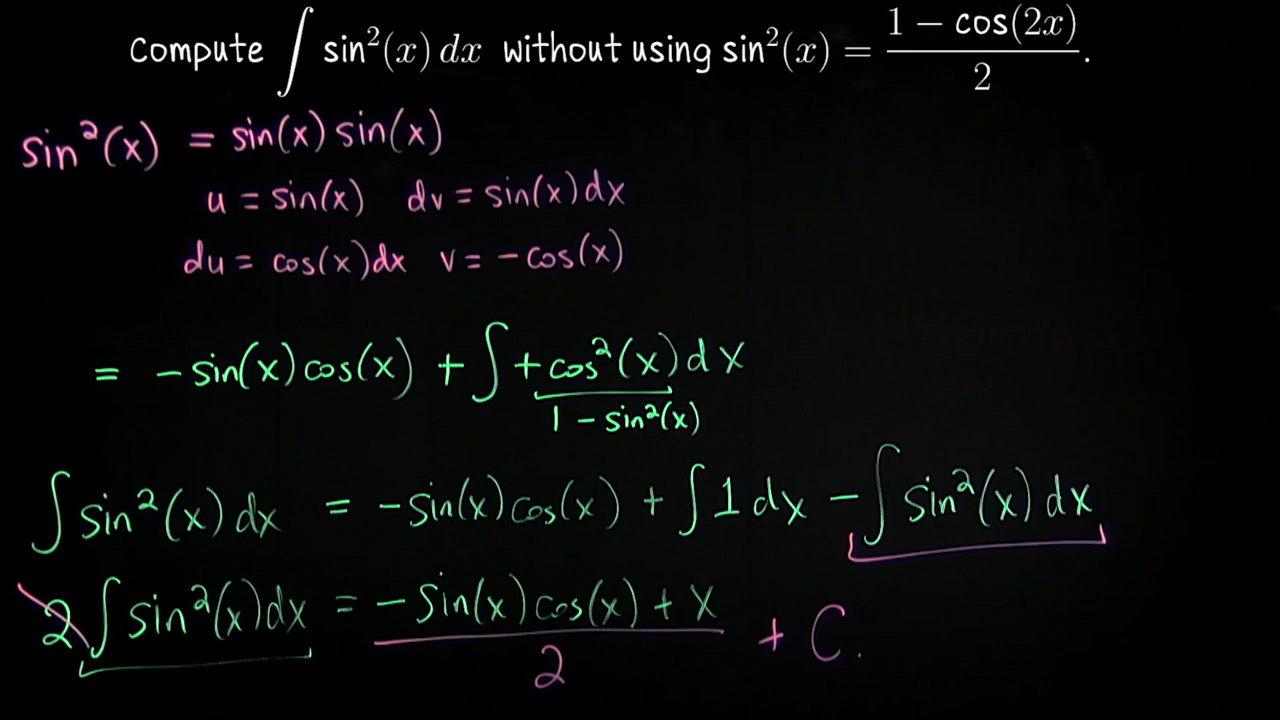 Compute ∫ sin²(x) dx without using sin²(x) = (1 − cos(2x))/2.
sin²(x) = sin(x) sin(x)
u = sin(x) dv = sin(x) dx
du = cos(x) dx v = − cos(x)
= − sin(x) cos(x) + ∫ + cos²(x) dx
1 − sin²(x)
∫ sin²(x) dx = − sin(x) cos(x) + ∫ 1 dx − ∫ sin²(x) dx
2 ∫ sin²(x) dx = (− sin(x) cos(x) + x)/2 + C.